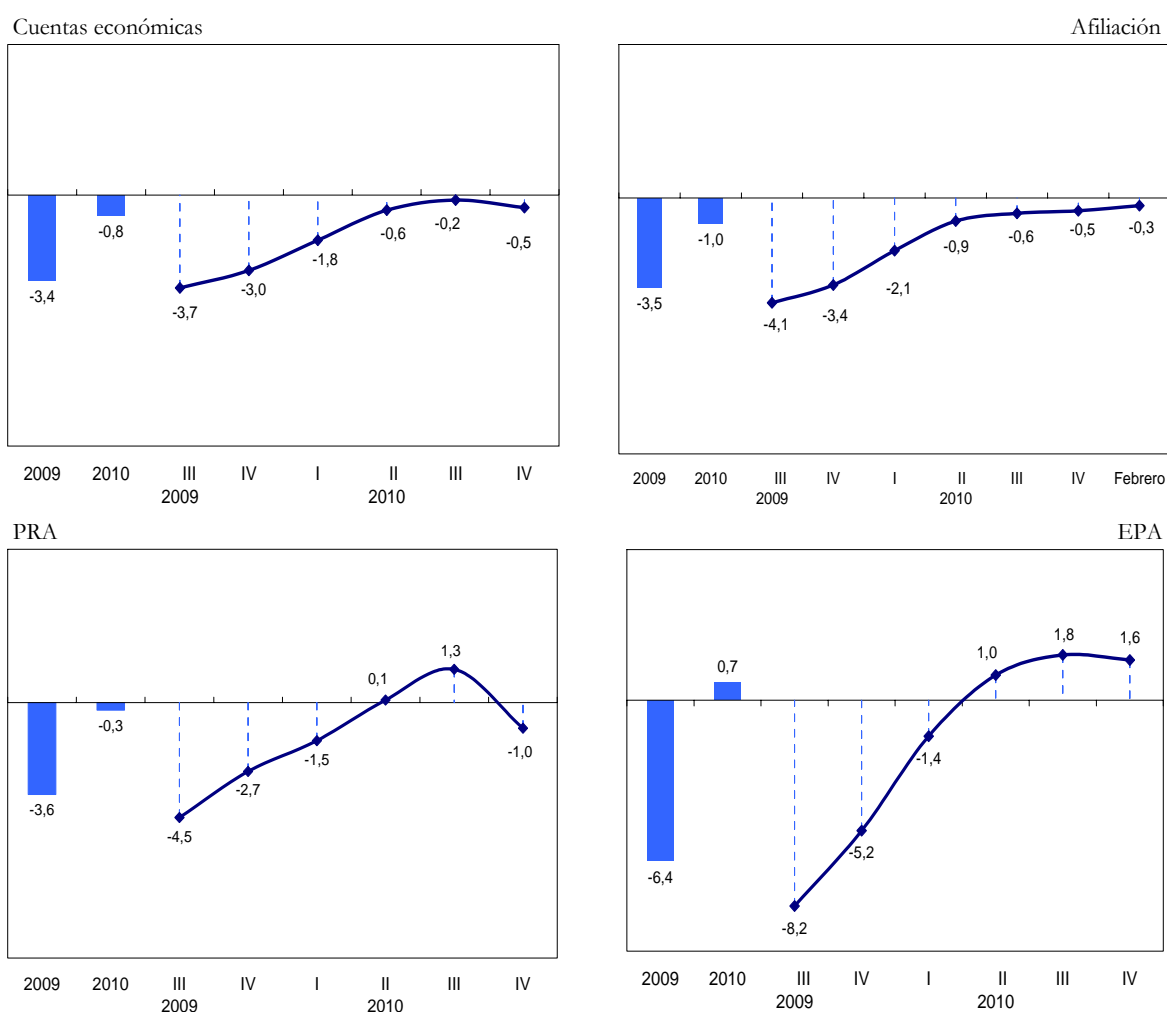 Cuentas económicas
-3,4 -0,8 -3,7 -3,0 -1,8 -0,6 -0,2 -0,5
2009 2010 III IV I II III IV
2009 2010
Afiliación
-3,5 -1,0 -4,1 -3,4 -2,1 -0,9 -0,6 -0,5 -0,3
2009 2010 III IV I II III IV Febrero
2009 2010
PRA
-3,6 -0,3 -4,5 -2,7 -1,5 0,1 1,3 -1,0
2009 2010 III IV I II III IV
2009 2010
EPA
-6,4 0,7 -8,2 -5,2 -1,4 1,0 1,8 1,6
2009 2010 III IV I II III IV
2009 2010